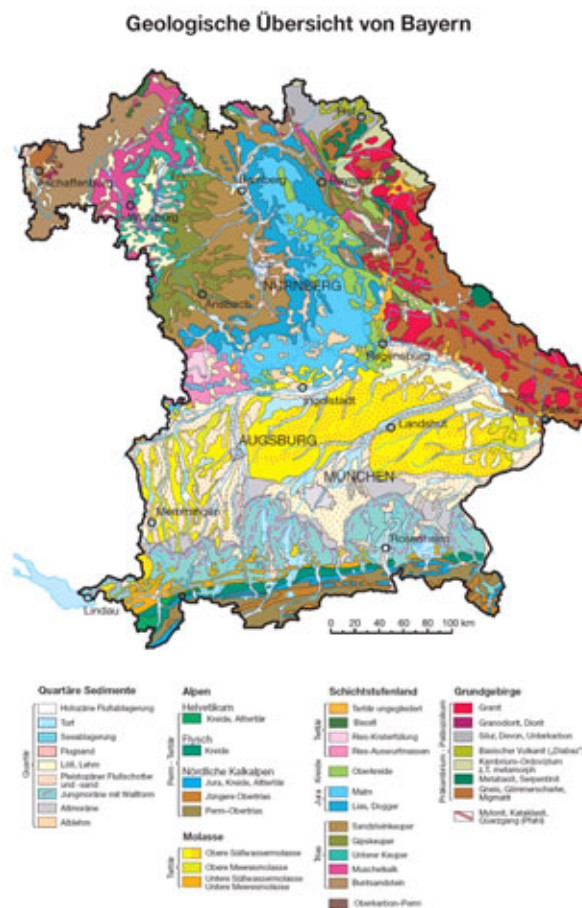 Geologische Übersicht von Bayern
Hof
Aschaffenburg
Bamberg
Bayreuth
Würzburg
NÜRNBERG
Ansbach
Regensburg
Ingolstadt
Passau
Landshut
AUGSBURG
MÜNCHEN
Memmingen
Rosenheim
Lindau
0 20 40 60 80 100 km
Quartäre Sedimente
Quartär
Holozäne Flußablagerung
Torf
Seeablagerung
Flugsand
Löß, Lehm
Pleistozäner Flußschotter
und -sand
Jungmoräne mit Wallform
Altmoräne
Alblehm
Alpen
Perm – Tertiär
Helvetikum
Kreide, Alttertiär
Flysch
Kreide
Nördliche Kalkalpen
Jura, Kreide, Alttertiär
Jüngere Obertrias
Perm-Obertrias
Molasse
Tertiär
Obere Süßwassermolasse
Obere Meeresmolasse
Untere Süßwassermolasse
Untere Meeresmolasse
Schichtstufenland
Tertiär
Tertiär ungegliedert
Basalt
Ries-Kraterfüllung
Ries-Auswurfmassen
Kreide
Oberkreide
Jura
Malm
Lias, Dogger
Trias
Sandsteinkeuper
Gipskeuper
Unterer Keuper
Muschelkalk
Buntsandstein
Oberkarbon-Perm
Grundgebirge
Präkambrium - Paläozoikum
Granit
Granodiorit, Diorit
Silur, Devon, Unterkarbon
Basischer Vulkanit („Diabas")
Kambrium-Ordovizium
z.T. metamorph
Metabasit, Serpentinit
Gneis, Glimmerschiefer,
Migmatit
Mylonit, Kataklasit,
Quarzgang (Pfahl)